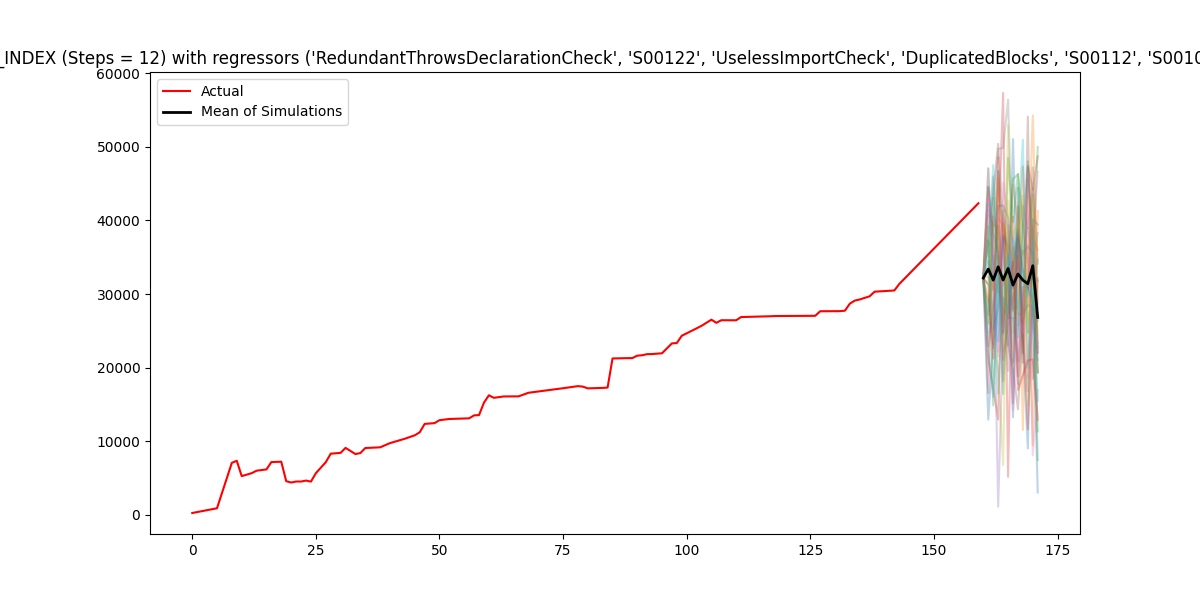 _INDEX (Steps = 12) with regressors ('RedundantThrowsDeclarationCheck', 'S00122', 'UselessImportCheck', 'DuplicatedBlocks', 'S00112', 'S0010
60000
Actual
Mean of Simulations
50000
40000
30000
20000
10000
0
0 25 50 75 100 125 150 175